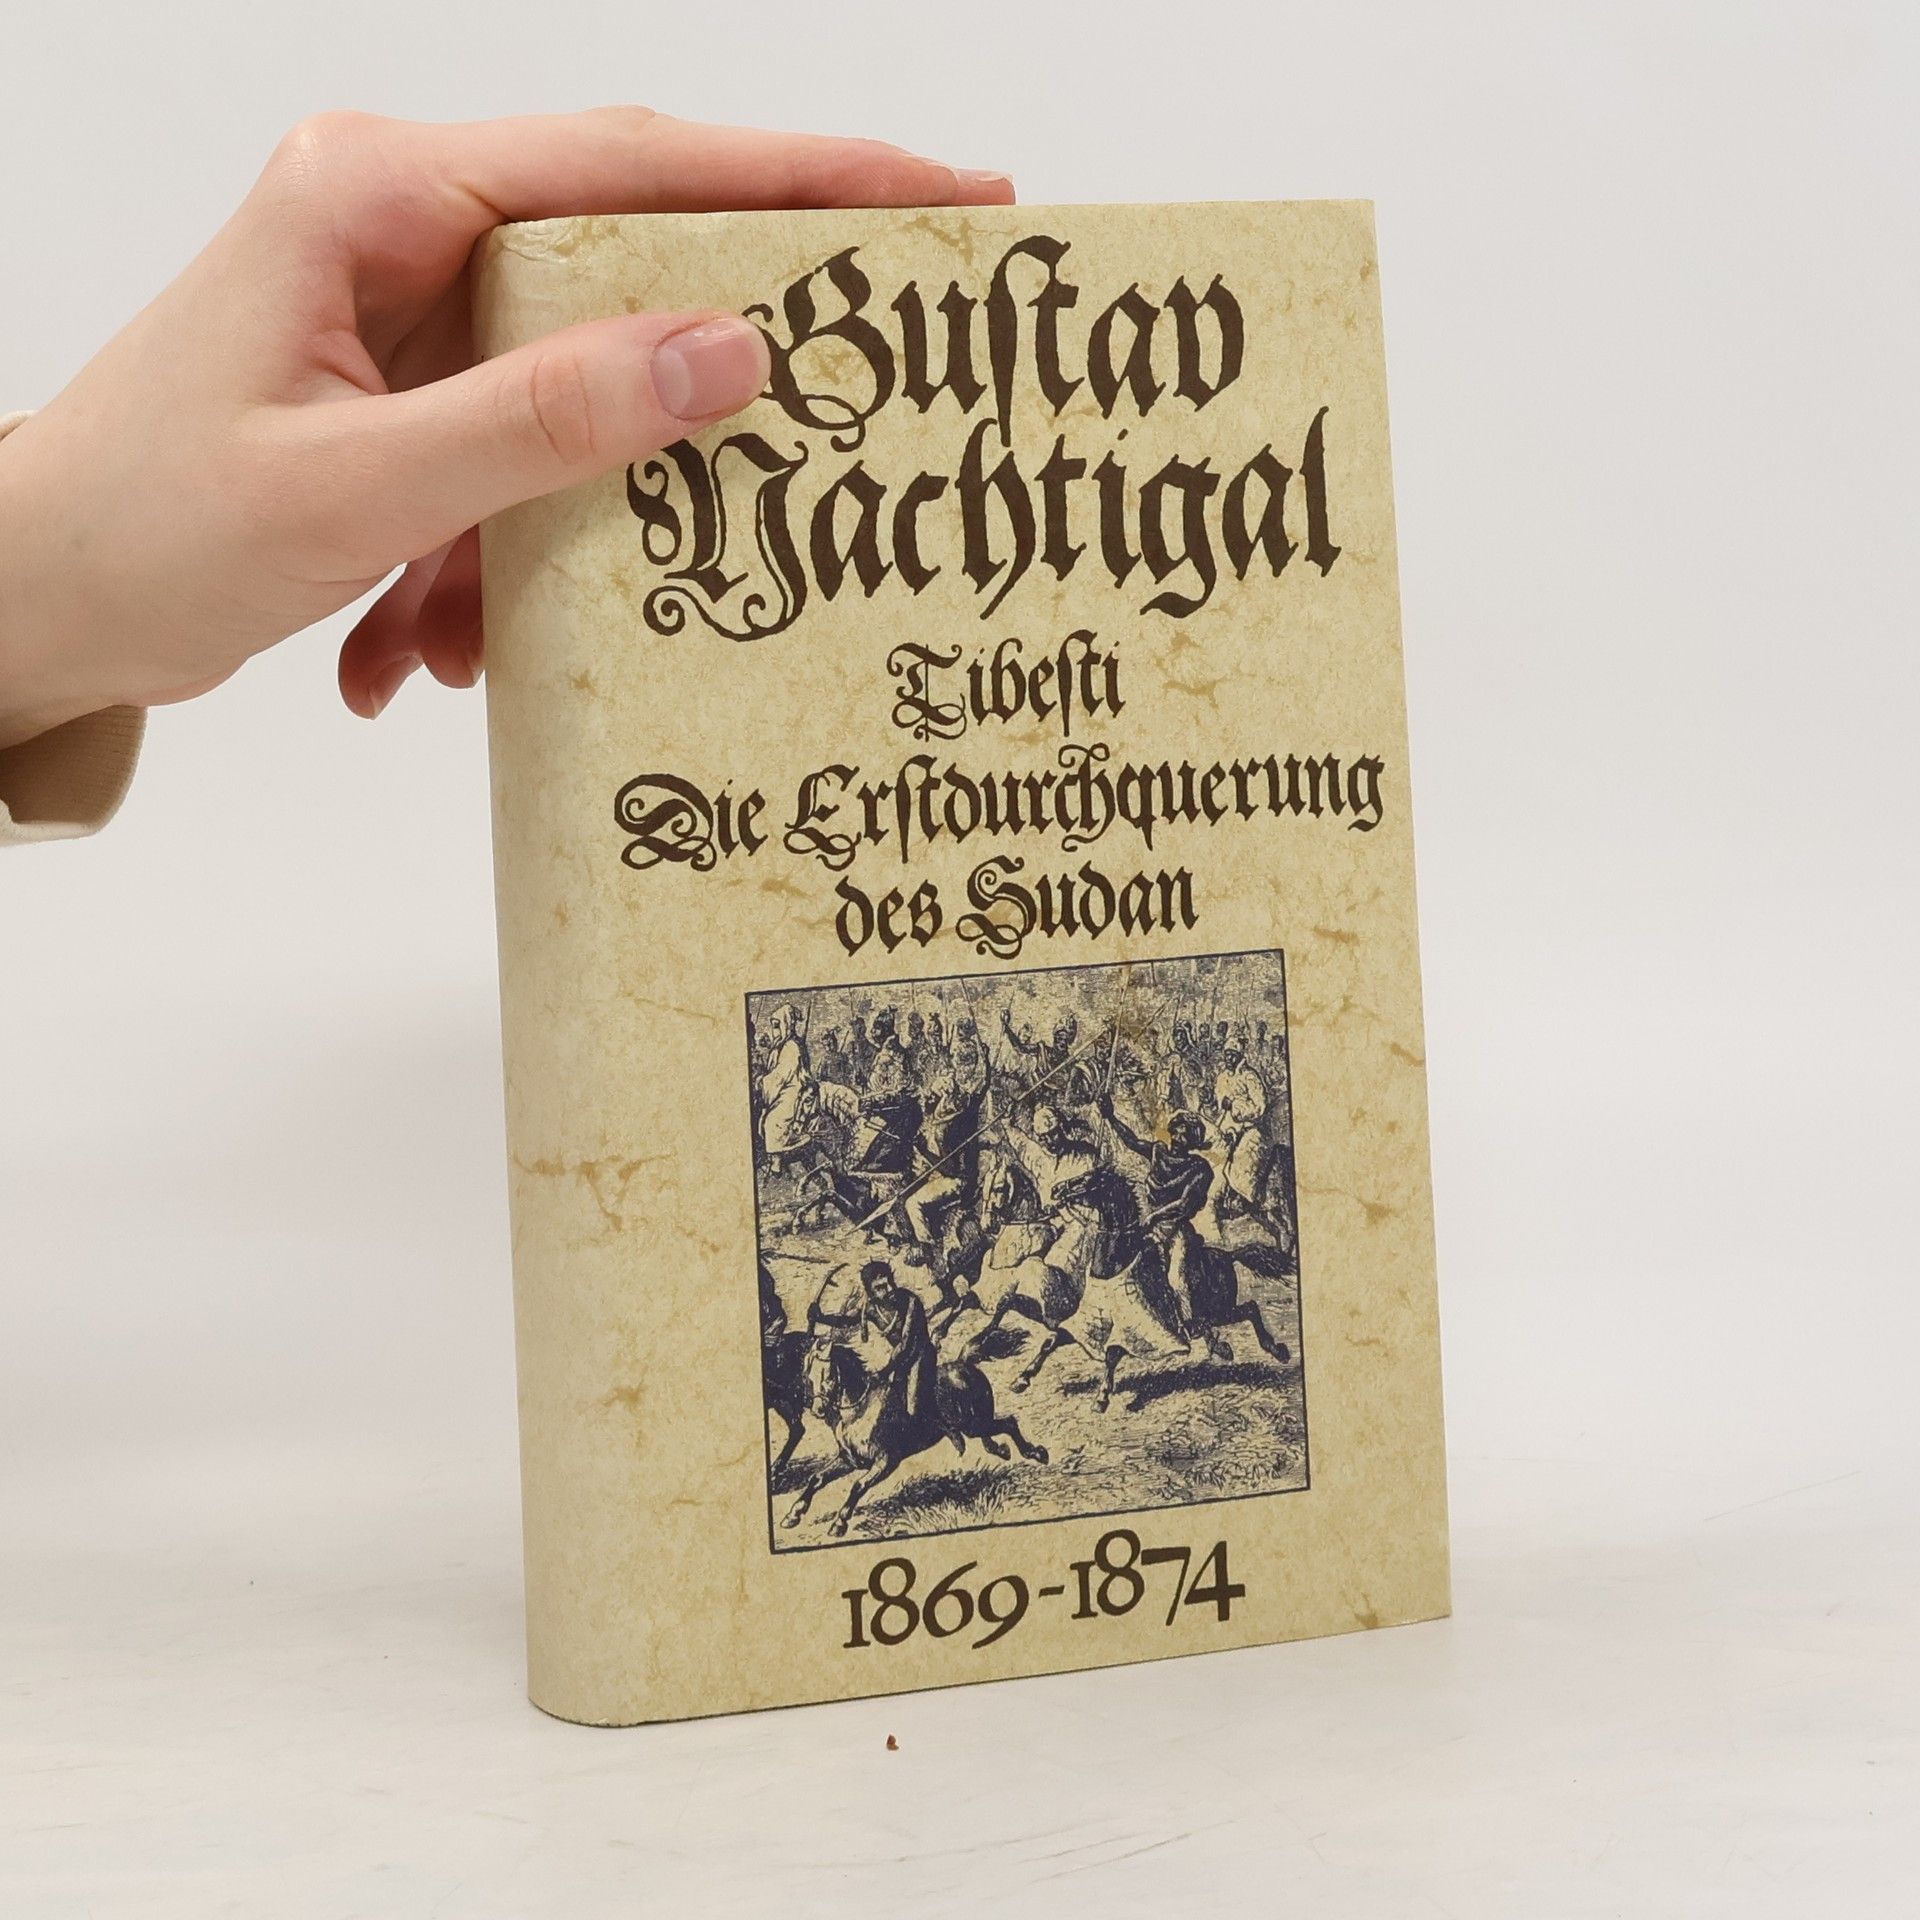 Gustav
Nachtigal
Tibesti
Die Erstdurchquerung
des Sudan
1869-1874